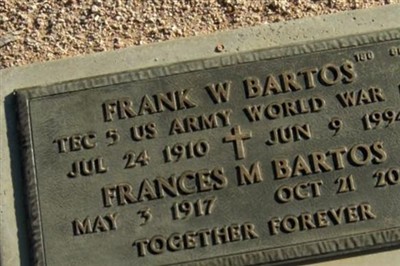 FRANK W BARTOS
TEC 5 US ARMY WORLD WAR
JUL 24 1910 JUN 9 1994
FRANCES M BARTOS
MAY 3 1917 OCT 21
TOGETHER FOREVER